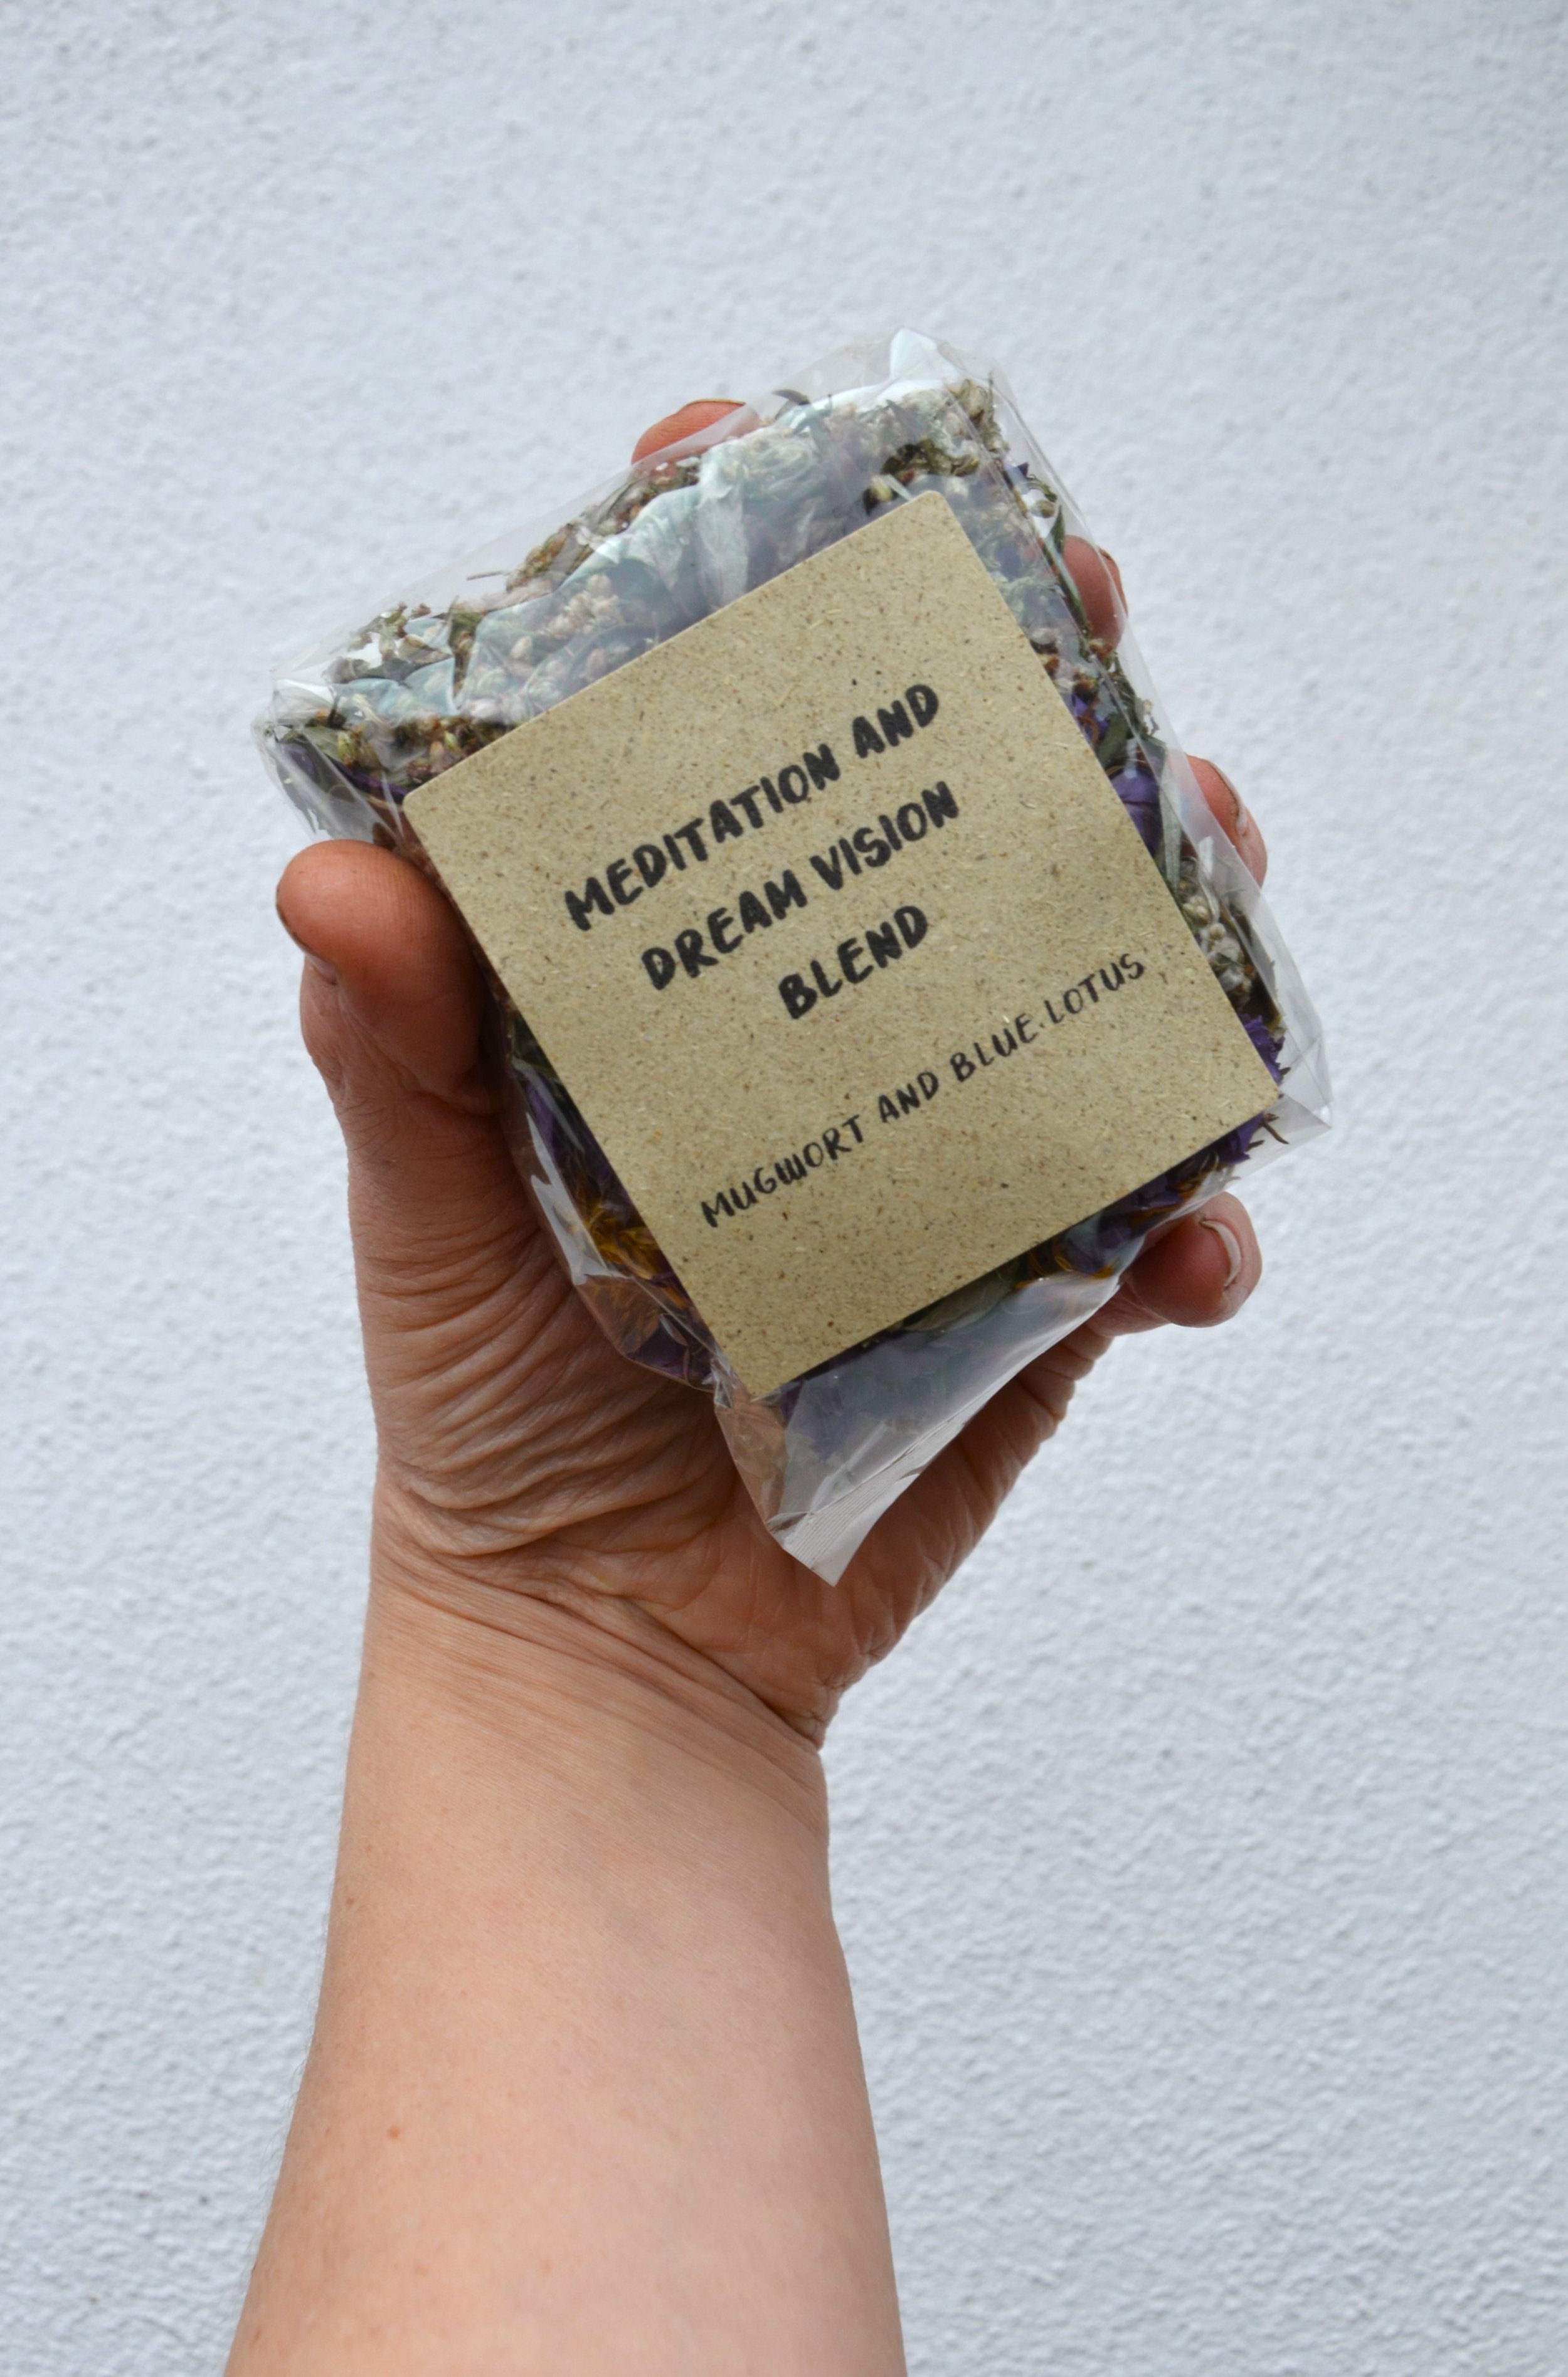 MEDITATION AND
DREAM VISION
BLEND
MUGWORT AND BLUE LOTUS